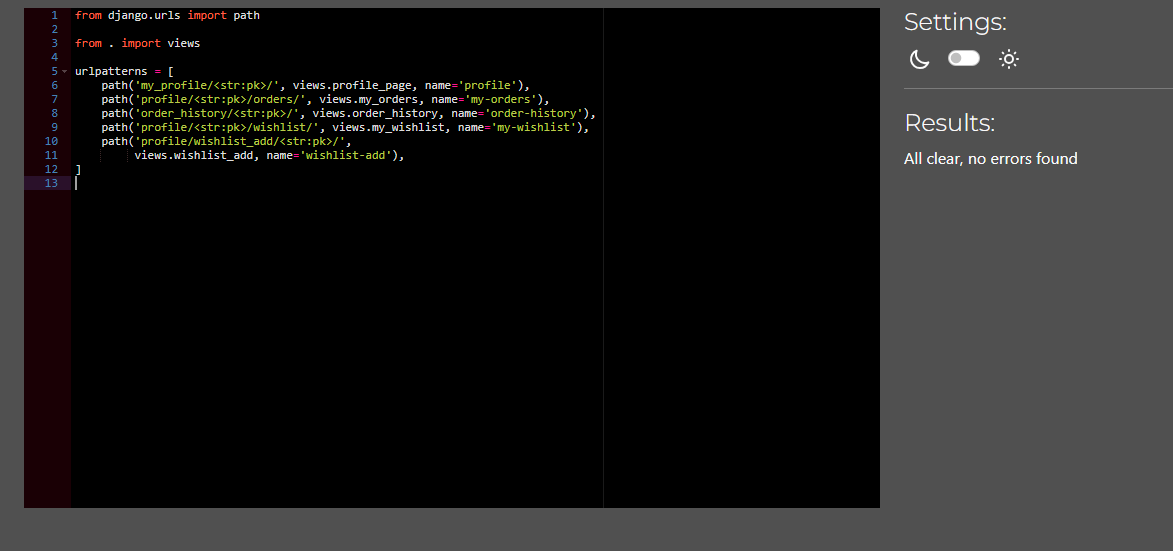 1 from django.urls import path
2
3 from . import views
4
5 urlpatterns = [
6     path('my_profile/<str:pk>/', views.profile_page, name='profile'),
7     path('profile/<str:pk>/orders/', views.my_orders, name='my-orders'),
8     path('order_history/<str:pk>/', views.order_history, name='order-history'),
9     path('profile/<str:pk>/wishlist/', views.my_wishlist, name='my-wishlist'),
10     path('profile/wishlist_add/<str:pk>/',
11          views.wishlist_add, name='wishlist-add'),
12 ]
13
Settings:
Results:
All clear, no errors found